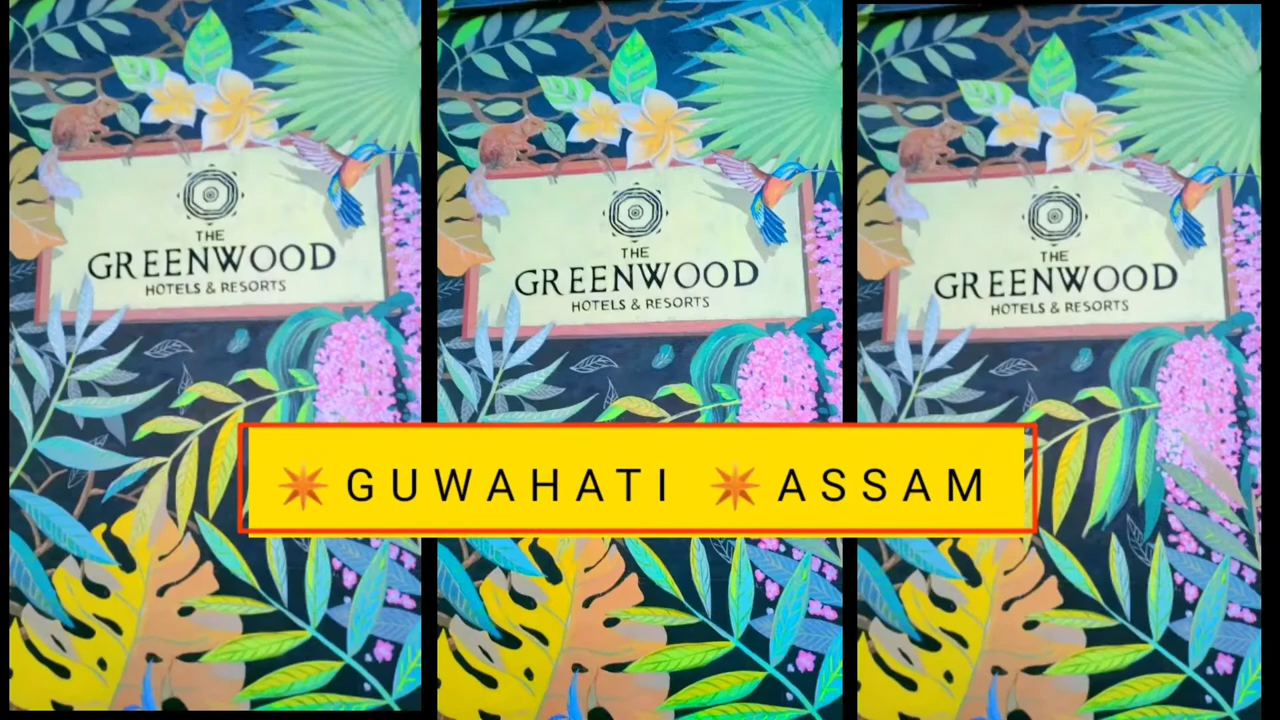 THE
GREENWOOD
HOTELS & RESORTS
THE
GREENWOOD
HOTELS & RESORTS
THE
GREENWOOD
HOTELS & RESORTS
GUWAHATI ASSAM